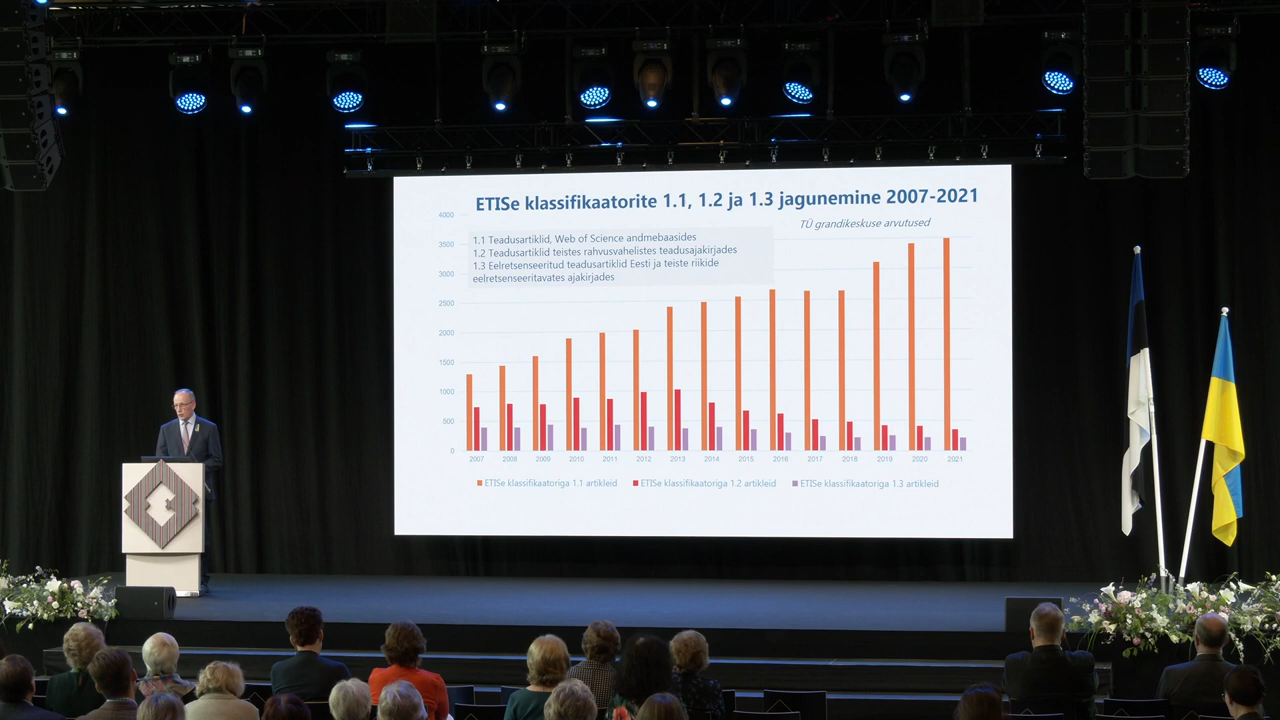 ETISe klassifikaatorite 1.1, 1.2 ja 1.3 jagunemine 2007-2021
TÜ grandikeskuse arvutused
1.1 Teadusartiklid, Web of Science andmebaasides
1.2 Teadusartiklid teistes rahvusvahelistes teadusajakirjades
1.3 Eelretsenseeritud teadusartiklid Eesti ja teiste riikide
eelretsenseeritavates ajakirjades
4000
3500
3000
2500
2000
1500
1000
500
0
2007 2008 2009 2010 2011 2012 2013 2014 2015 2016 2017 2018 2019 2020 2021
ETISe klassifikaatoriga 1.1 artikleid ETISe klassifikaatoriga 1.2 artikleid ETISe klassifikaatoriga 1.3 artikleid